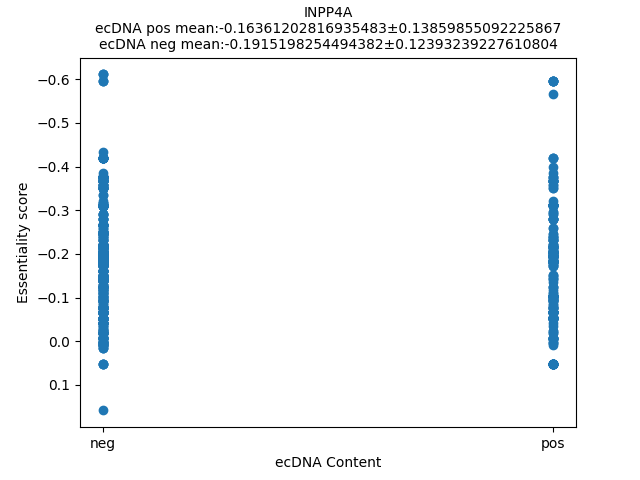 INPP4A
ecDNA pos mean:-0.16361202816935483±0.13859855092225867
ecDNA neg mean:-0.1915198254494382±0.12393239227610804
−0.6
−0.5
−0.4
−0.3
−0.2
−0.1
0.0
0.1
Essentiality score
neg
pos
ecDNA Content